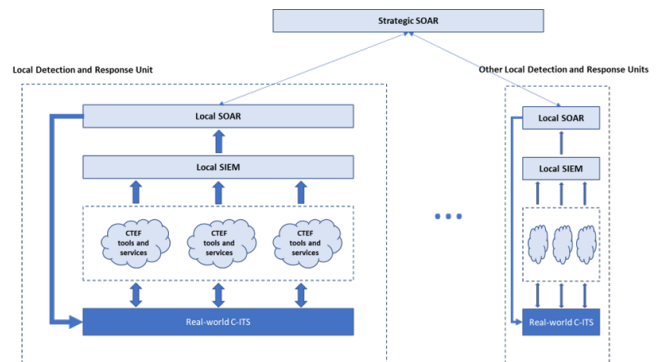 Strategic SOAR
Local Detection and Response Unit
Other Local Detection and Response Units
Local SOAR
Local SIEM
CTEF
tools and
services
CTEF
tools and
services
CTEF
tools and
services
Real-world C-ITS
Local SOAR
Local SIEM
Real-world C-ITS